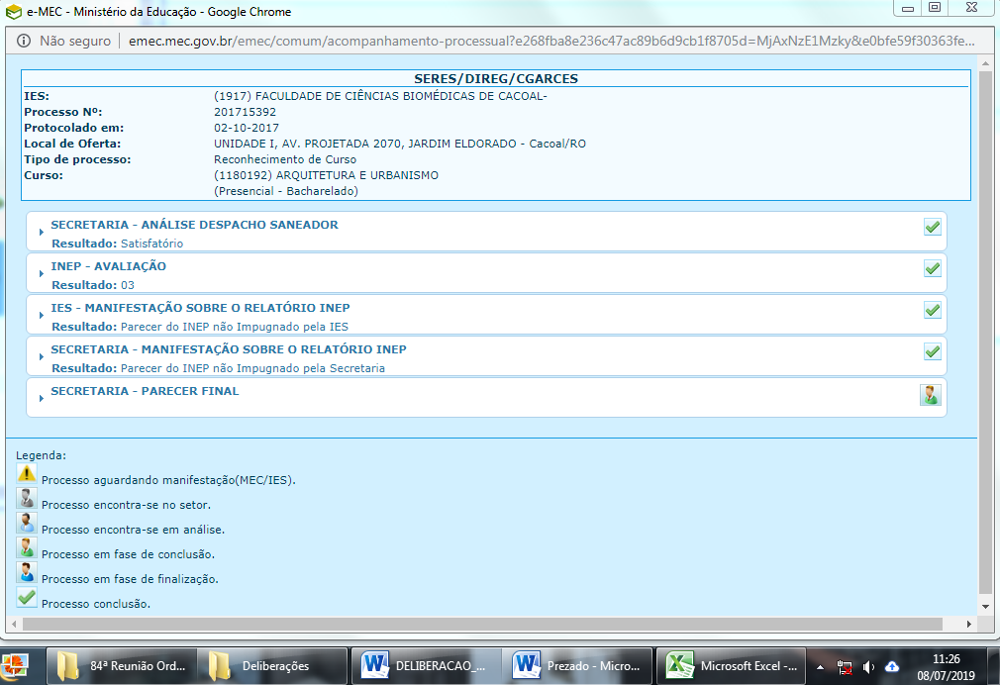 e-MEC - Ministério da Educação - Google Chrome
Não seguro | emec.mec.gov.br/emec/comum/acompanhamento-processual?e268fba8e236c47ac89b6d9cb1f8705d=MjAxNzE1Mzky&e0bfe59f30363fe...
SERES/DIREG/CGARCES
IES: (1917) FACULDADE DE CIÊNCIAS BIOMÉDICAS DE CACOAL-
Processo Nº: 201715392
Protocolado em: 02-10-2017
Local de Oferta: UNIDADE I, AV. PROJETADA 2070, JARDIM ELDORADO - Cacoal/RO
Tipo de processo: Reconhecimento de Curso
Curso: (1180192) ARQUITETURA E URBANISMO
(Presencial - Bacharelado)
SECRETARIA - ANÁLISE DESPACHO SANEADOR
Resultado: Satisfatório
INEP - AVALIAÇÃO
Resultado: 03
IES - MANIFESTAÇÃO SOBRE O RELATÓRIO INEP
Resultado: Parecer do INEP não Impugnado pela IES
SECRETARIA - MANIFESTAÇÃO SOBRE O RELATÓRIO INEP
Resultado: Parecer do INEP não Impugnado pela Secretaria
SECRETARIA - PARECER FINAL
Legenda:
Processo aguardando manifestação(MEC/IES).
Processo encontra-se no setor.
Processo encontra-se em análise.
Processo em fase de conclusão.
Processo em fase de finalização.
Processo conclusão.
84ª Reunião Ord... Deliberações DELIBERACAO_... Prezado - Micro... Microsoft Excel -... 11:26
08/07/2019